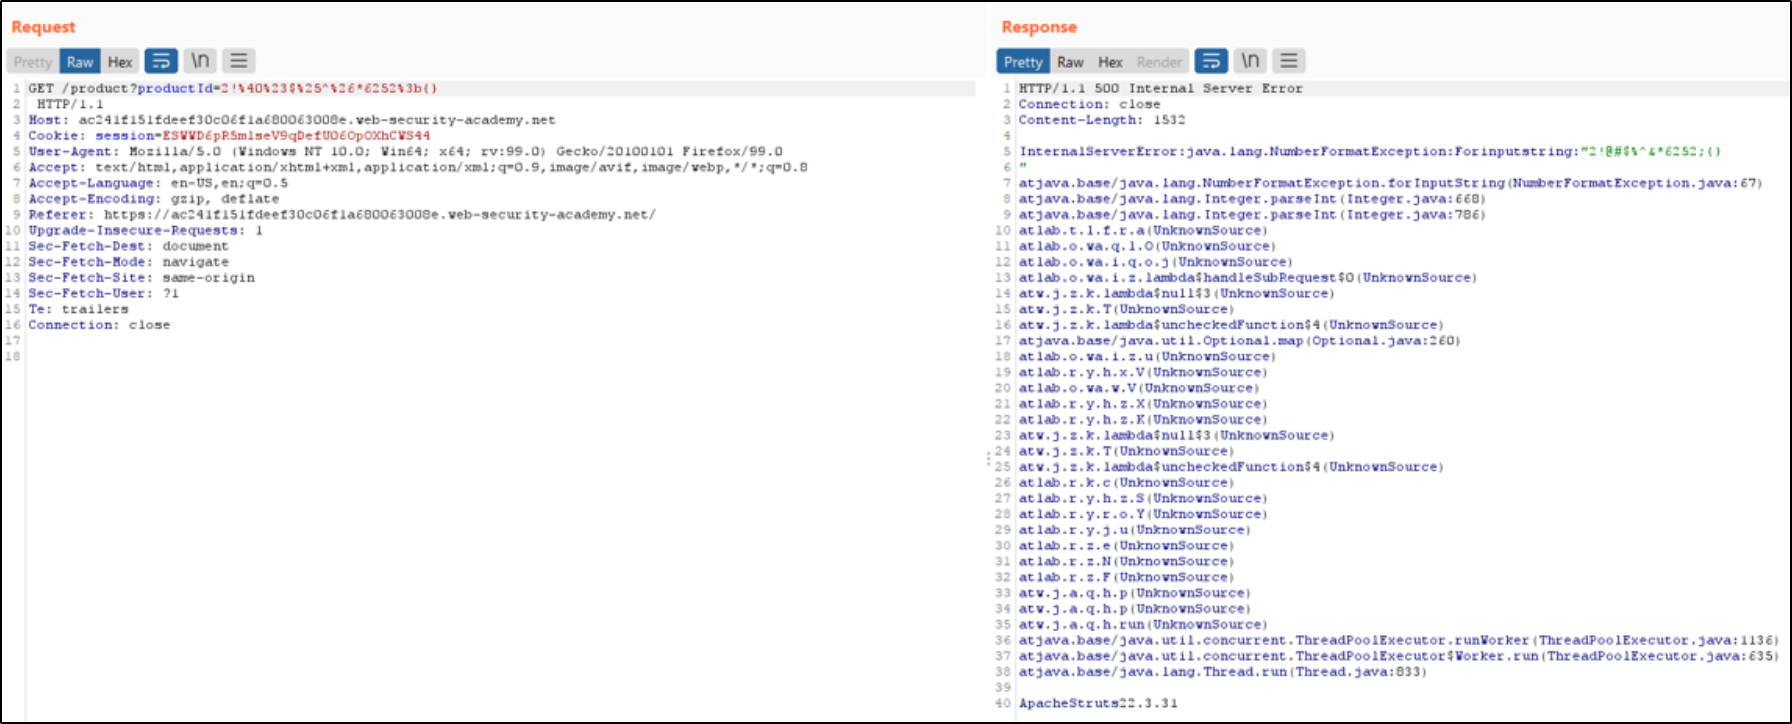 Request
Pretty Raw Hex \n
1 GET /product?productId=2!%40%23$%25^%26*6252%3b()
2 HTTP/1.1
3 Host: ac241f151fdeef30c06f1a680063008e.web-security-academy.net
4 Cookie: session=ESWWD6pR5mlseV9qDefU06OpOXhCWS44
5 User-Agent: Mozilla/5.0 (Windows NT 10.0; Win64; x64; rv:99.0) Gecko/20100101 Firefox/99.0
6 Accept: text/html,application/xhtml+xml,application/xml;q=0.9,image/avif,image/webp,*/*;q=0.8
7 Accept-Language: en-US,en;q=0.5
8 Accept-Encoding: gzip, deflate
9 Referer: https://ac241f151fdeef30c06f1a680063008e.web-security-academy.net/
10 Upgrade-Insecure-Requests: 1
11 Sec-Fetch-Dest: document
12 Sec-Fetch-Mode: navigate
13 Sec-Fetch-Site: same-origin
14 Sec-Fetch-User: ?1
15 Te: trailers
16 Connection: close
17
18
Response
Pretty Raw Hex Render \n
1 HTTP/1.1 500 Internal Server Error
2 Connection: close
3 Content-Length: 1532
4
5 InternalServerError:java.lang.NumberFormatException:Forinputstring:"2!@#$%^&*6252;()
6 "
7 atjava.base/java.lang.NumberFormatException.forInputString(NumberFormatException.java:67)
8 atjava.base/java.lang.Integer.parseInt(Integer.java:668)
9 atjava.base/java.lang.Integer.parseInt(Integer.java:786)
10 atlab.t.l.f.r.a(UnknownSource)
11 atlab.o.wa.q.l.O(UnknownSource)
12 atlab.o.wa.i.q.o.j(UnknownSource)
13 atlab.o.wa.i.z.lambda$handleSubRequest$0(UnknownSource)
14 atw.j.z.k.lambda$null$3(UnknownSource)
15 atw.j.z.k.T(UnknownSource)
16 atw.j.z.k.lambda$uncheckedFunction$4(UnknownSource)
17 atjava.base/java.util.Optional.map(Optional.java:260)
18 atlab.o.wa.i.z.u(UnknownSource)
19 atlab.r.y.h.x.V(UnknownSource)
20 atlab.o.wa.w.V(UnknownSource)
21 atlab.r.y.h.z.X(UnknownSource)
22 atlab.r.y.h.z.K(UnknownSource)
23 atw.j.z.k.lambda$null$3(UnknownSource)
24 atw.j.z.k.T(UnknownSource)
25 atw.j.z.k.lambda$uncheckedFunction$4(UnknownSource)
26 atlab.r.k.c(UnknownSource)
27 atlab.r.y.h.z.S(UnknownSource)
28 atlab.r.y.r.o.Y(UnknownSource)
29 atlab.r.y.j.u(UnknownSource)
30 atlab.r.z.e(UnknownSource)
31 atlab.r.z.N(UnknownSource)
32 atlab.r.z.F(UnknownSource)
33 atw.j.a.q.h.p(UnknownSource)
34 atw.j.a.q.h.p(UnknownSource)
35 atw.j.a.q.h.run(UnknownSource)
36 atjava.base/java.util.concurrent.ThreadPoolExecutor.runWorker(ThreadPoolExecutor.java:1136)
37 atjava.base/java.util.concurrent.ThreadPoolExecutor$Worker.run(ThreadPoolExecutor.java:635)
38 atjava.base/java.lang.Thread.run(Thread.java:833)
39
40 ApacheStruts22.3.31